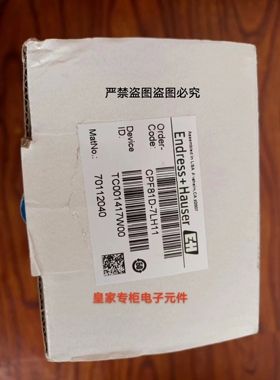 严禁盗图盗图必究
Endress+Hauser
EH
Order-
Code:
CPF81D-7LH11
Device
ID:
TC001417W00
MatNo.:
70112040
皇家专柜电子元件